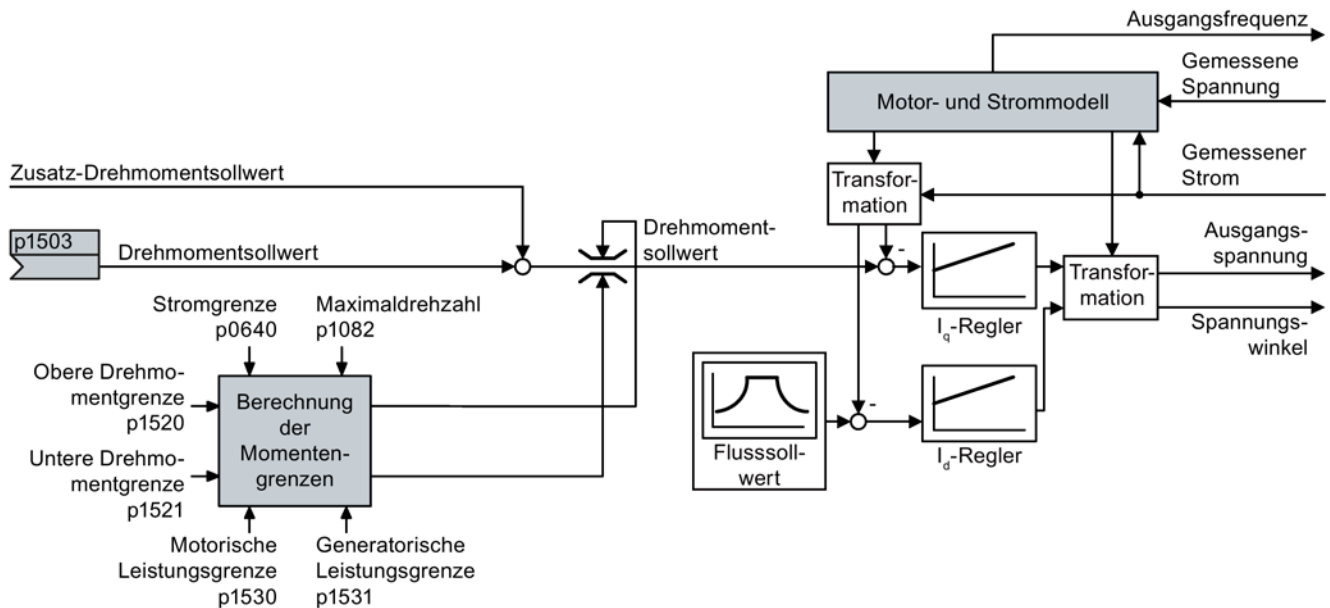 Ausgangsfrequenz
Gemessene
Spannung
Motor- und Strommodell
Zusatz-Drehmomentsollwert
Transfor-
mation
Gemessener
Strom
p1503
Drehmomentsollwert
Drehmoment-
sollwert
-
Ausgangs-
spannung
Transfor-
mation
Iq-Regler
Spannungs-
winkel
Stromgrenze
p0640
Maximaldrehzahl
p1082
Obere Drehmo-
mentgrenze
p1520
Berechnung
der
Momenten-
grenzen
Untere Drehmo-
mentgrenze
p1521
Flusssoll-
wert
-
Id-Regler
Motorische
Leistungsgrenze
p1530
Generatorische
Leistungsgrenze
p1531